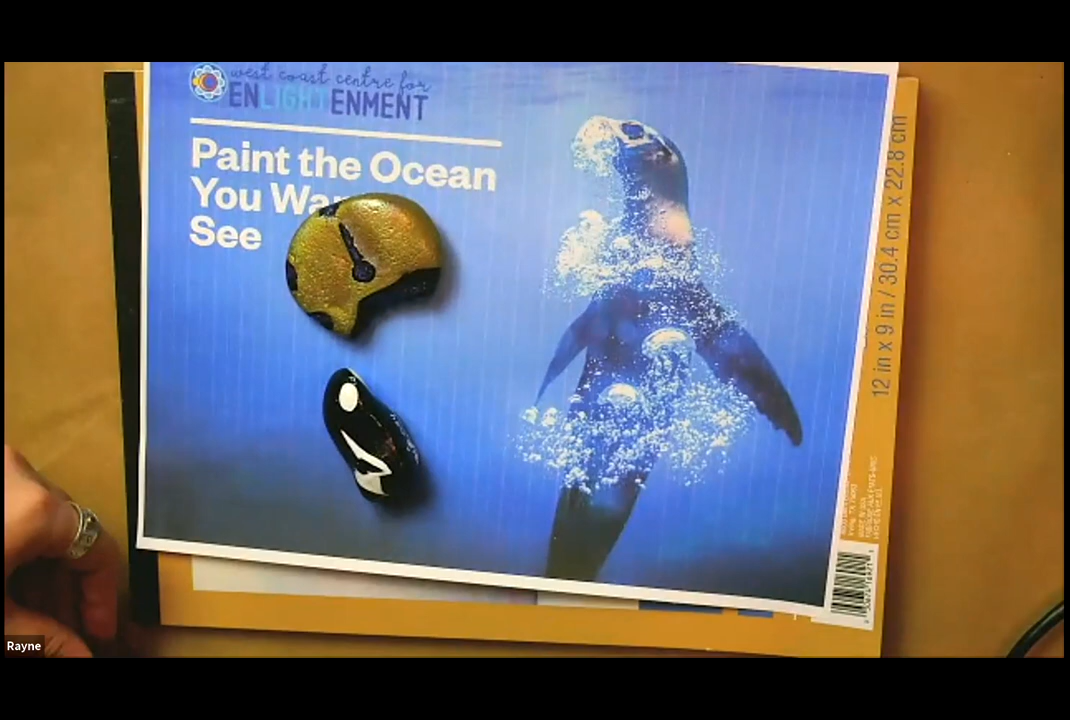 west coast centre for
ENLIGHTENMENT
Paint the Ocean
You Wa
See
12 in x 9 in / 30.4 cm x 22.8 cm
Rayne